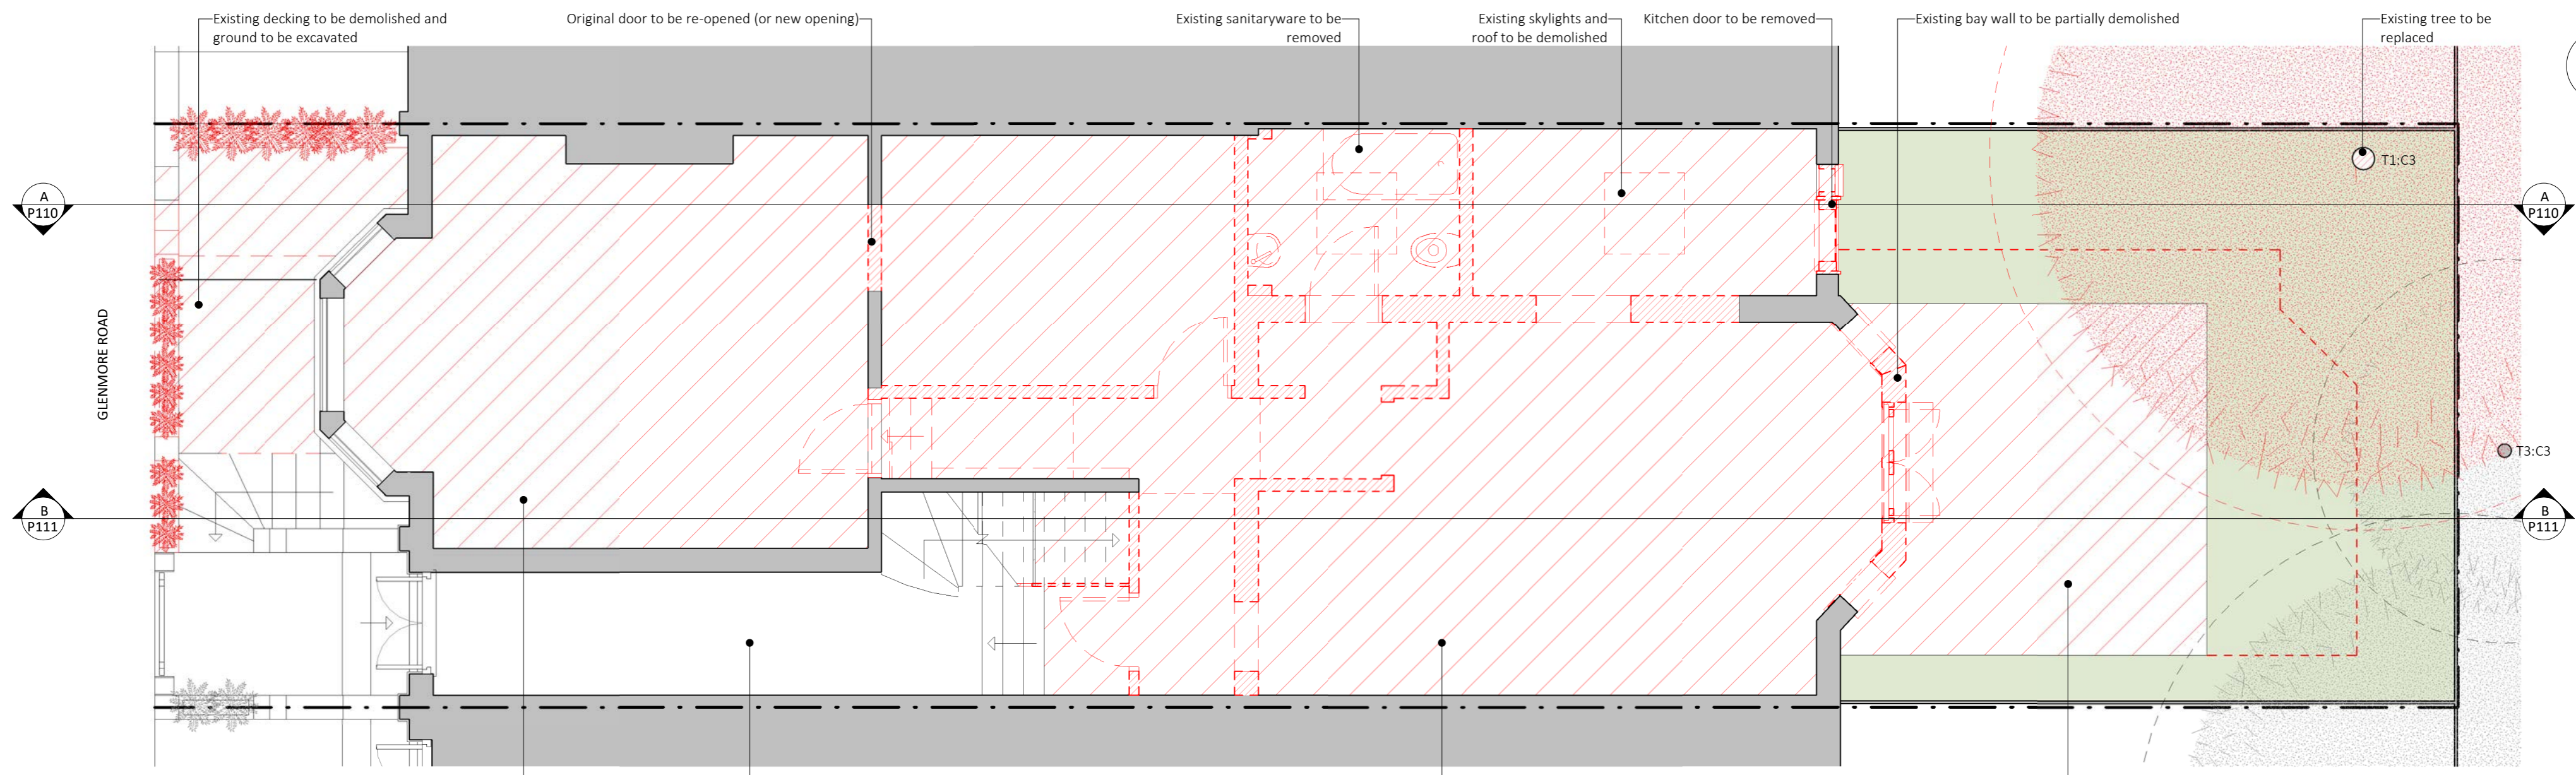 Existing decking to be demolished and
ground to be excavated
Original door to be re-opened (or new opening)
Existing sanitaryware to be
removed
Existing skylights and
roof to be demolished
Kitchen door to be removed
Existing bay wall to be partially demolished
Existing tree to be
replaced
T1:C3
A
P110
A
P110
GLENMORE ROAD
T3:C3
B
P111
B
P111